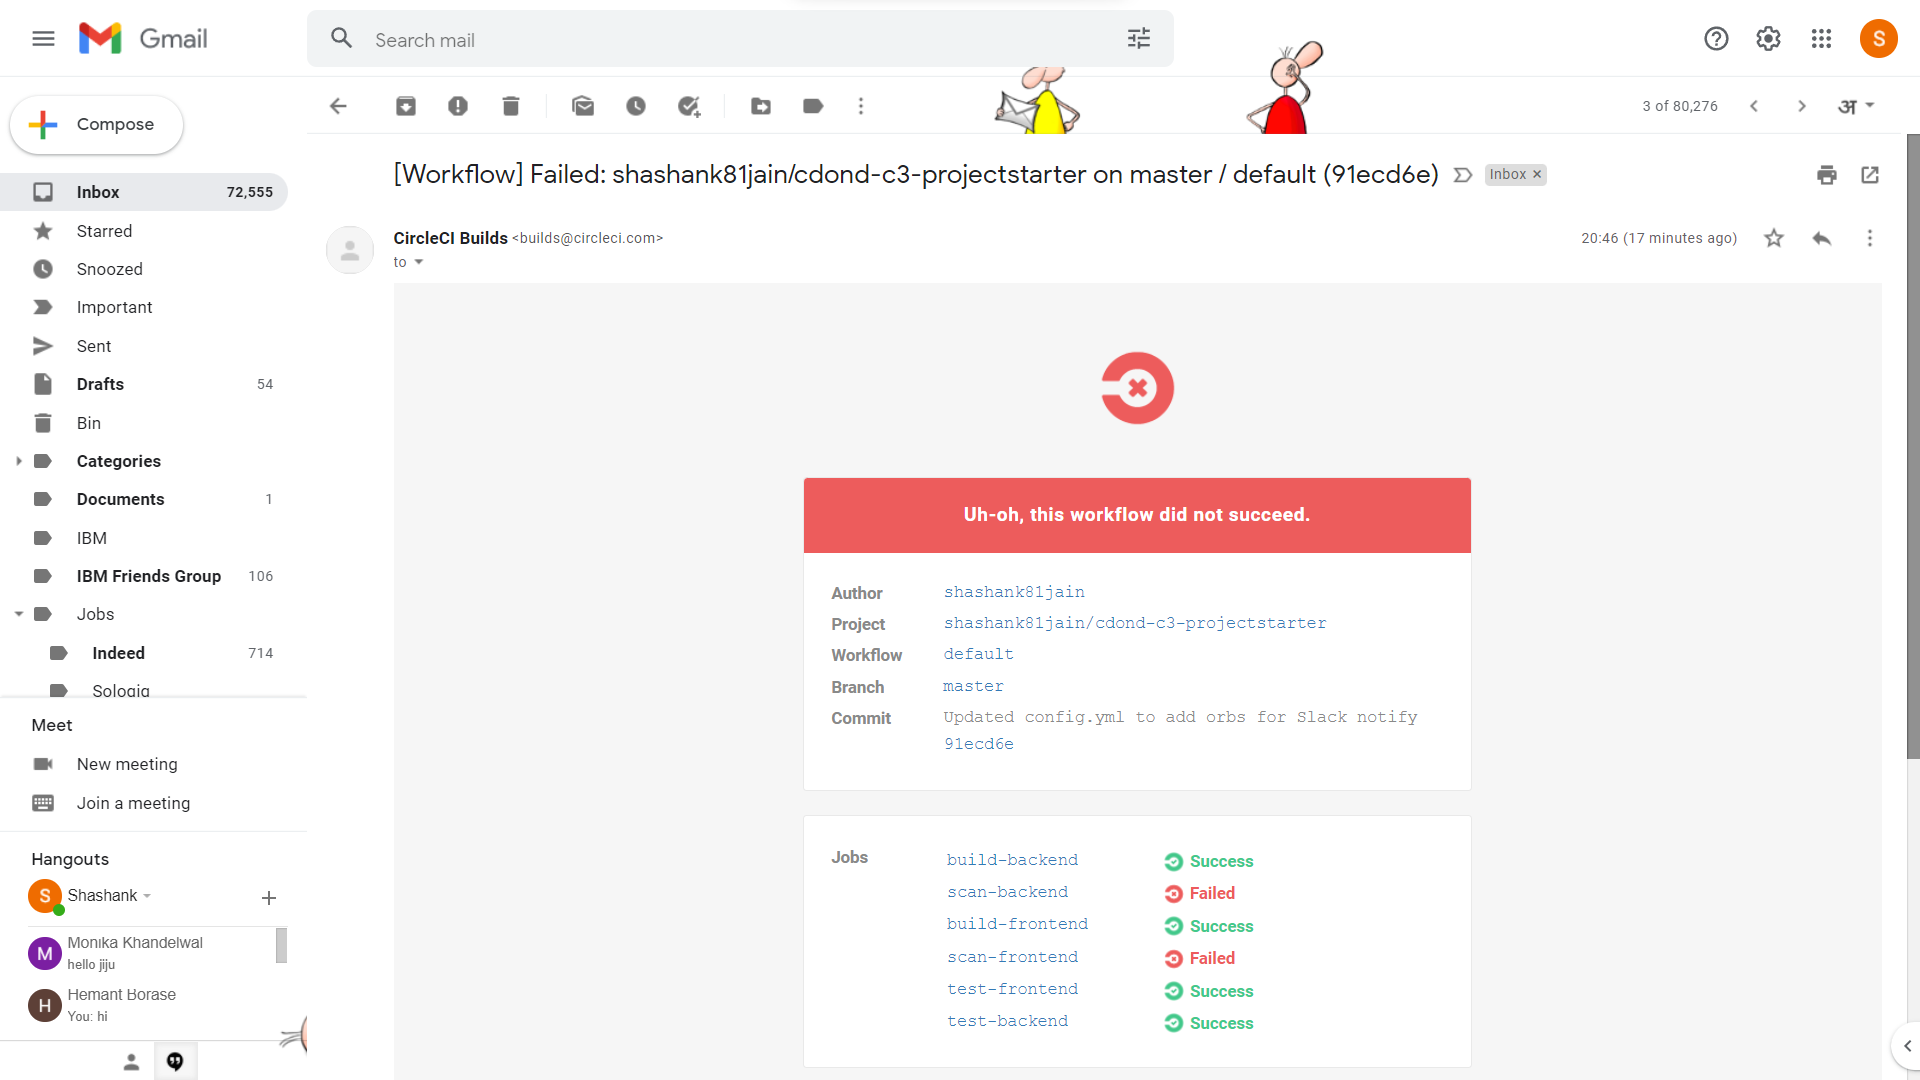 Gmail
Search mail
3 of 80,276
अ
Compose
Inbox 72,555
Starred
Snoozed
Important
Sent
Drafts 54
Bin
Categories
Documents 1
IBM
IBM Friends Group 106
Jobs
Indeed 714
Sologig
Meet
New meeting
Join a meeting
Hangouts
S Shashank
M Monika Khandelwal
hello jiju
H Hemant Borase
You: hi
S
[Workflow] Failed: shashank81jain/cdond-c3-projectstarter on master / default (91ecd6e) Inbox ×
CircleCI Builds <builds@circleci.com>
20:46 (17 minutes ago)
to
Uh-oh, this workflow did not succeed.
Author shashank81jain
Project shashank81jain/cdond-c3-projectstarter
Workflow default
Branch master
Commit Updated config.yml to add orbs for Slack notify
91ecd6e
Jobs build-backend Success
scan-backend Failed
build-frontend Success
scan-frontend Failed
test-frontend Success
test-backend Success